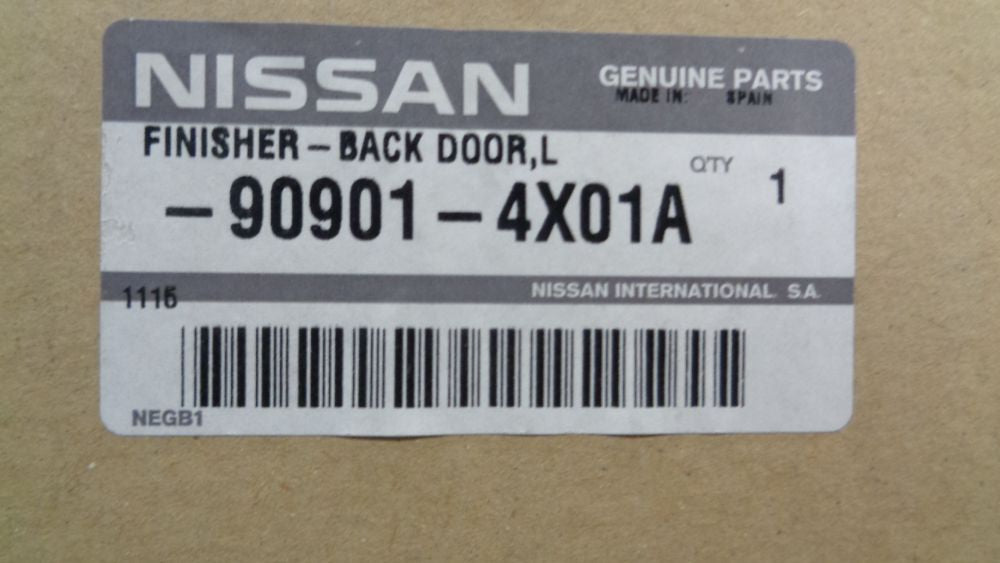 NISSAN
GENUINE PARTS
MADE IN: SPAIN
FINISHER-BACK DOOR,L
Q'TY 1
-90901-4X01A
1115
NISSAN INTERNATIONAL S.A.
NEGB1